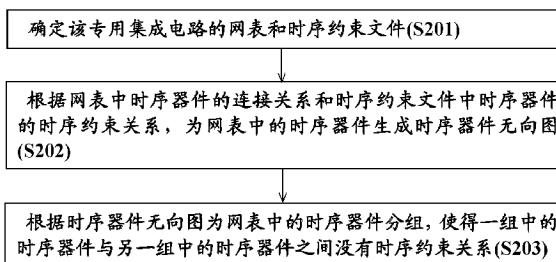 确定该专用集成电路的网表和时序约束文件(S201)
根据网表中时序器件的连接关系和时序约束文件中时序器件
的时序约束关系，为网表中的时序器件生成时序器件无向图
(S202)
根据时序器件无向图为网表中的时序器件分组，使得一组中的
时序器件与另一组中的时序器件之间没有时序约束关系(S203)